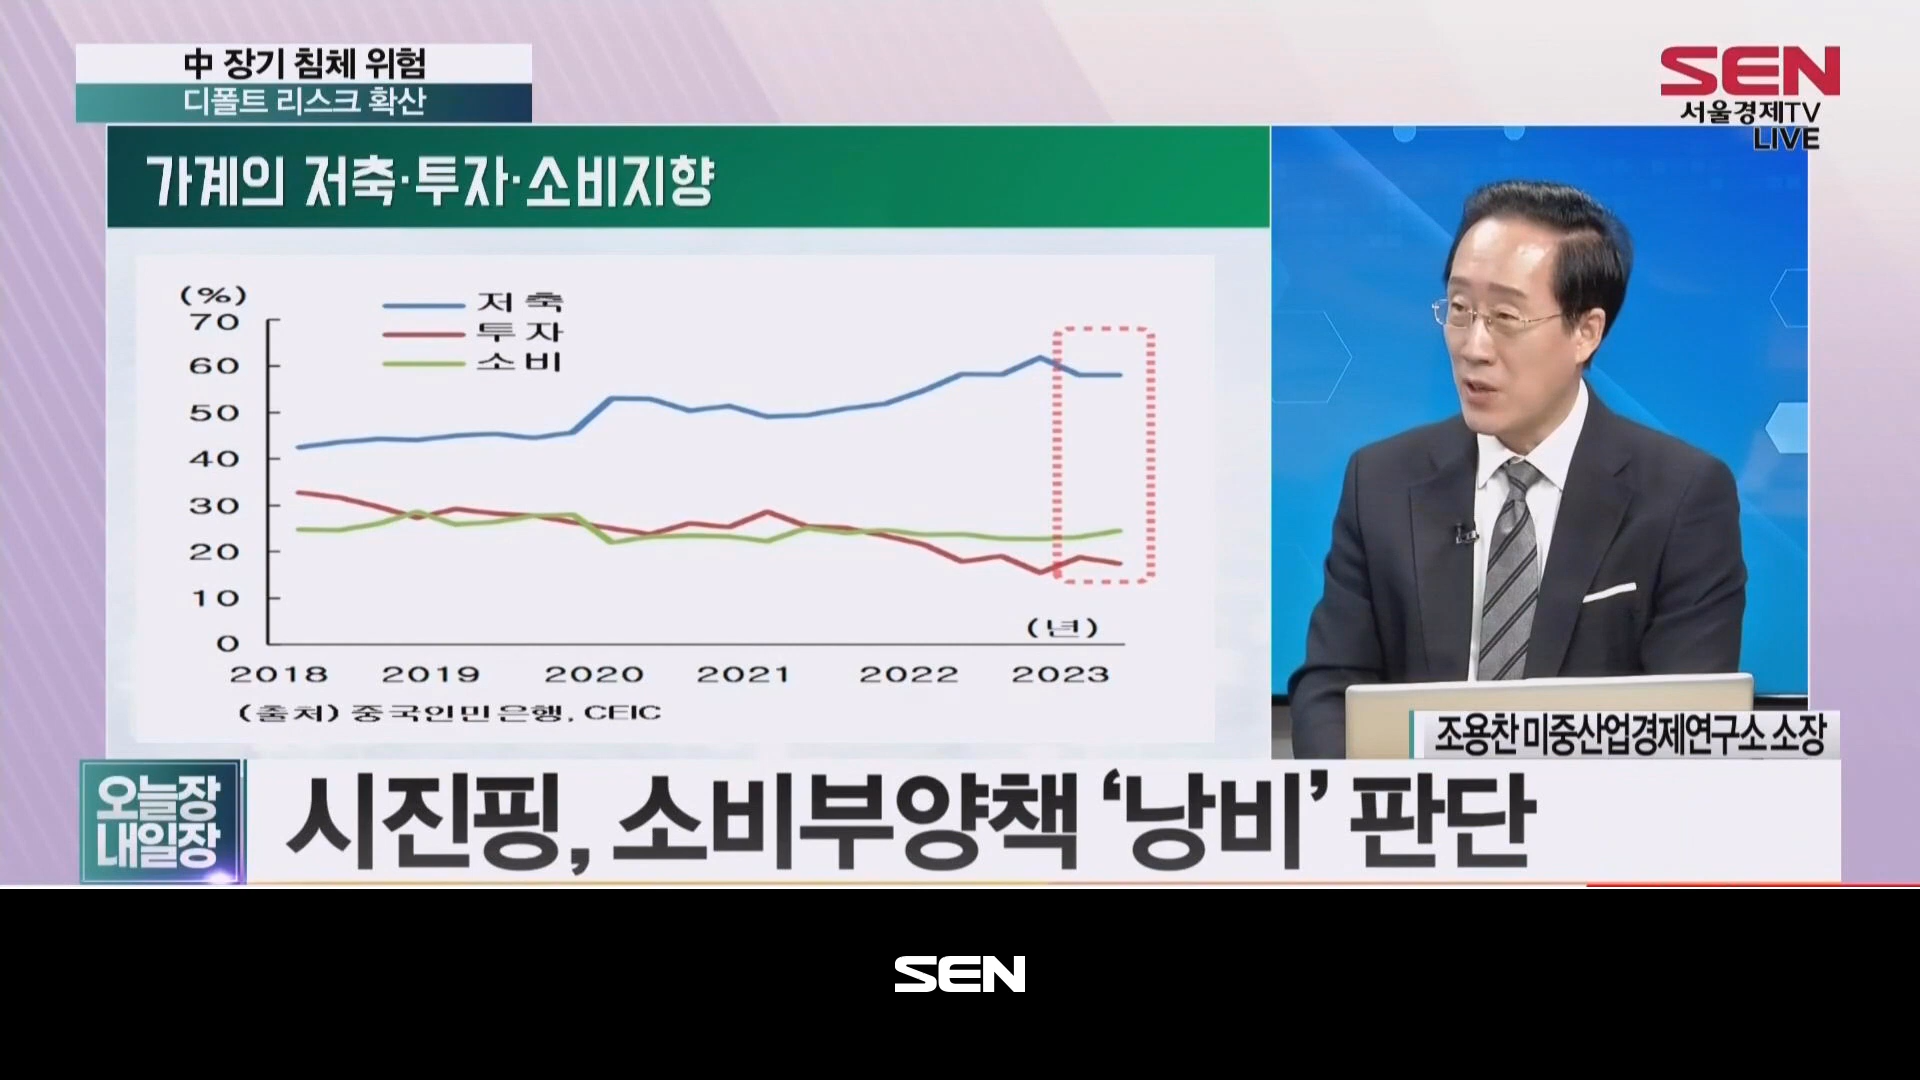 中 장기 침체 위험
디폴트 리스크 확산
SEN
서울경제TV
LIVE
가계의 저축·투자·소비지향
(%)
저축
투자
소비
70
60
50
40
30
20
10
0
(년)
2018 2019 2020 2021 2022 2023
(출처) 중국인민은행, CEIC
조용찬 미중산업경제연구소 소장
오늘장
내일장
시진핑, 소비부양책 ‘낭비’ 판단
SEN